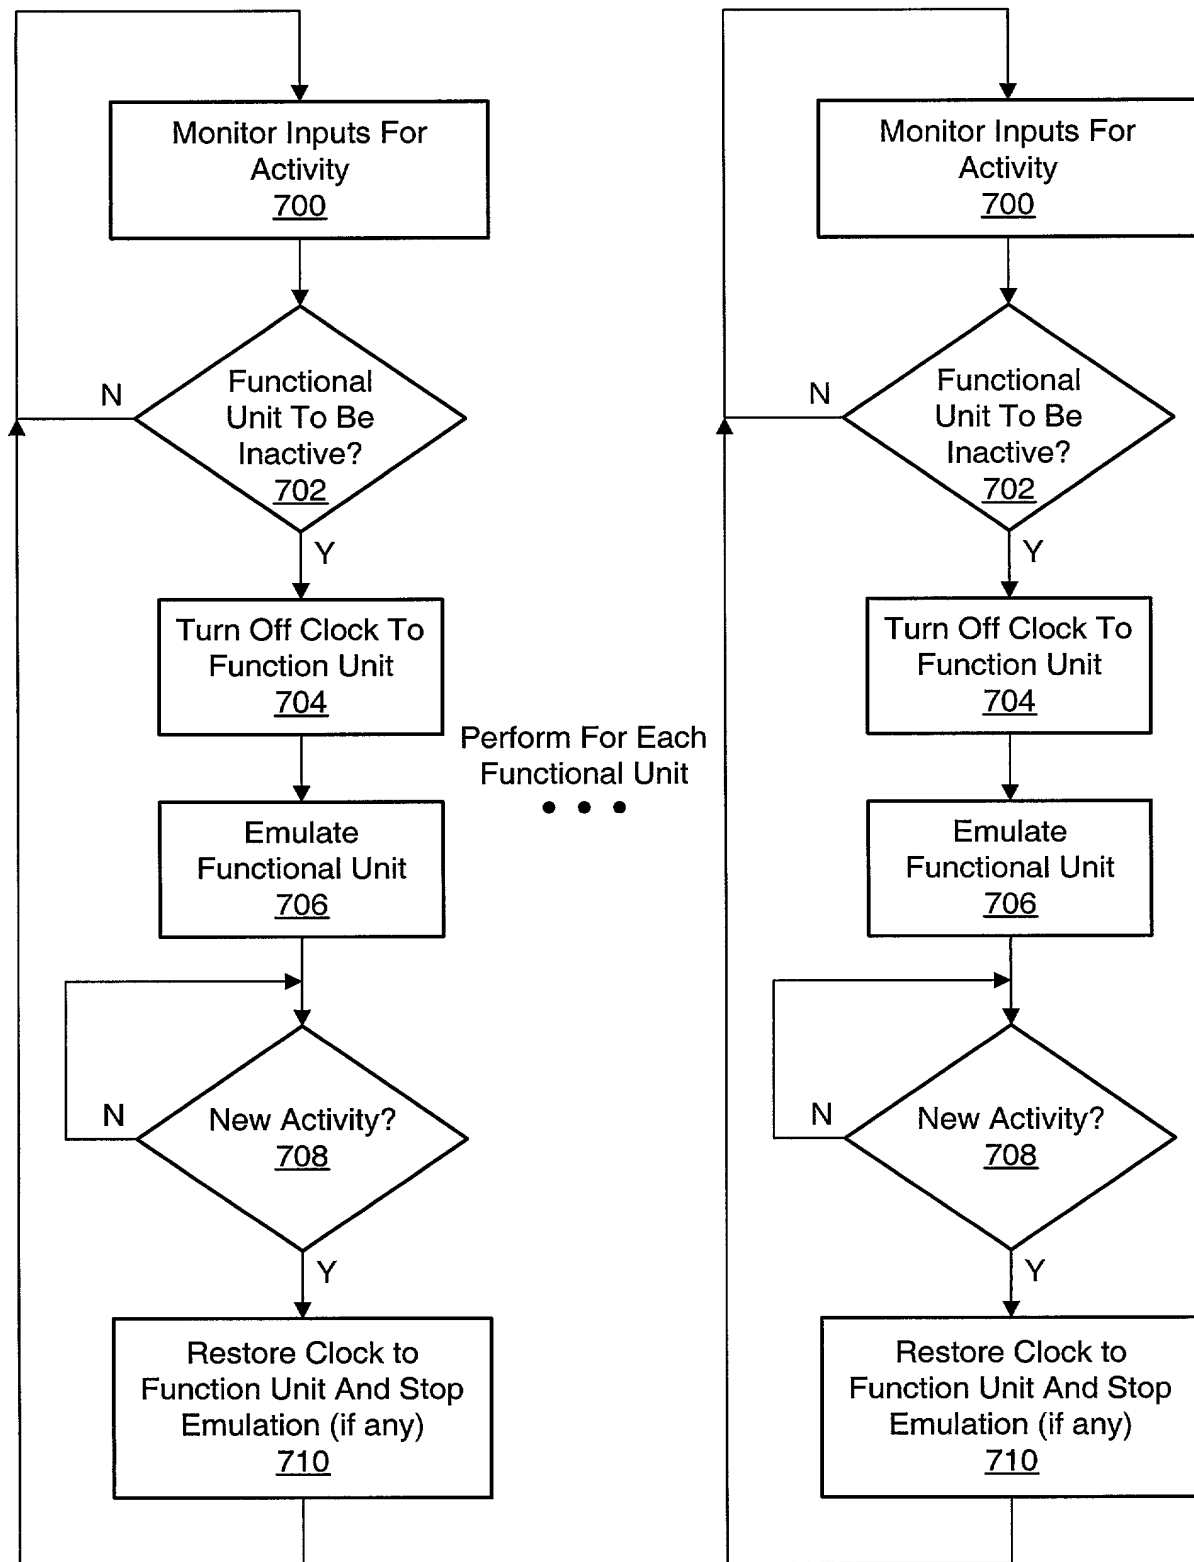 Monitor Inputs For
Activity
700
Functional
Unit To Be
Inactive?
702
N
Y
Turn Off Clock To
Function Unit
704
Emulate
Functional Unit
706
New Activity?
708
N
Y
Restore Clock to
Function Unit And Stop
Emulation (if any)
710
Perform For Each
Functional Unit
• • •
Monitor Inputs For
Activity
700
Functional
Unit To Be
Inactive?
702
N
Y
Turn Off Clock To
Function Unit
704
Emulate
Functional Unit
706
New Activity?
708
N
Y
Restore Clock to
Function Unit And Stop
Emulation (if any)
710